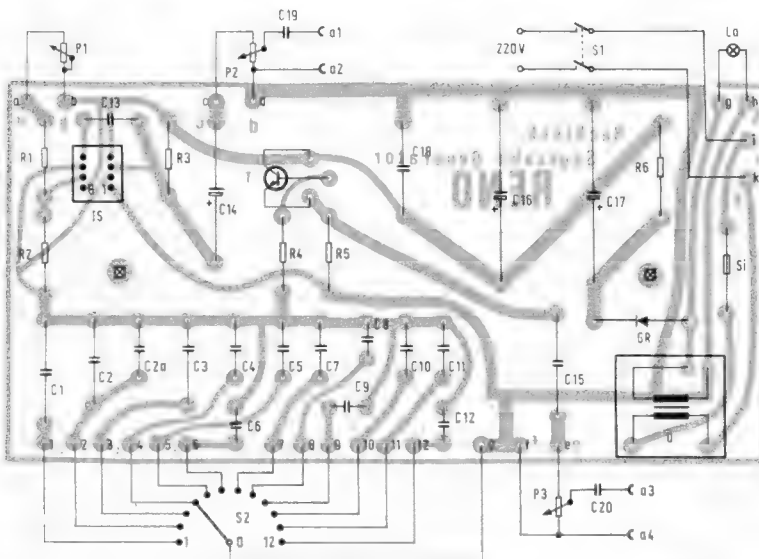 C19
a1
P1
P2
a2
220V
S1
La
a
b
C13
a
d
b
g
h
i
R1
R3
C18
R6
k
8 1
T
C14
C16
C17
IS
R2
R4
R5
Si
C8
GR
C1
C2
C2a
C3
C4
C5
C7
C10
C11
C9
C15
C6
C12
1
2
3
4
5
6
7
8
9
10
11
12
f
e
S2
P3
a3
C20
1
0
12
a4